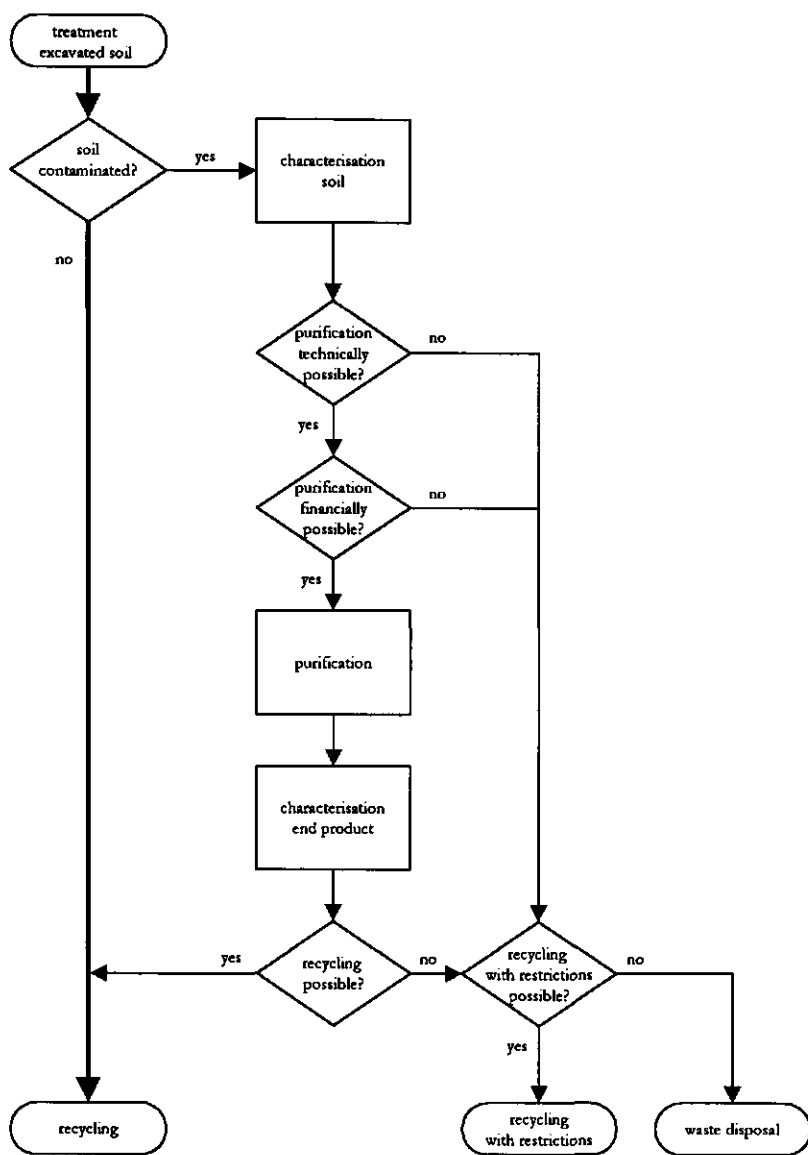 treatment
excavated soil
soil
contaminated?
yes
characterisation
soil
no
purification
technically
possible?
no
yes
purification
financially
possible?
no
yes
purification
characterisation
end product
yes
recycling
possible?
no
recycling
with restrictions
possible?
no
yes
recycling
recycling
with restrictions
waste disposal